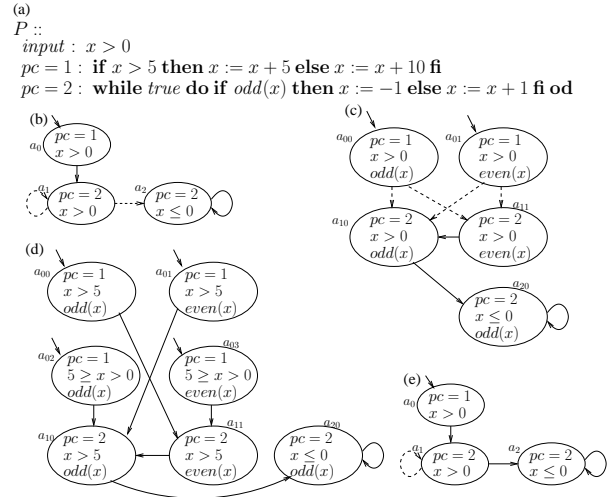 (a)
P ::
input : x > 0
pc = 1 : if x > 5 then x := x + 5 else x := x + 10 fi
pc = 2 : while true do if odd(x) then x := −1 else x := x + 1 fi od
(b)
a0
pc = 1
x > 0
a1
pc = 2
x > 0
a2
pc = 2
x ≤ 0
(c)
a00
pc = 1
x > 0
odd(x)
a01
pc = 1
x > 0
even(x)
a10
pc = 2
x > 0
odd(x)
a11
pc = 2
x > 0
even(x)
a20
pc = 2
x ≤ 0
odd(x)
(d)
a00
pc = 1
x > 5
odd(x)
a01
pc = 1
x > 5
even(x)
a02
pc = 1
5 ≥ x > 0
odd(x)
a03
pc = 1
5 ≥ x > 0
even(x)
a10
pc = 2
x > 5
odd(x)
a11
pc = 2
x > 5
even(x)
a20
pc = 2
x ≤ 0
odd(x)
(e)
a0
pc = 1
x > 0
a1
pc = 2
x > 0
a2
pc = 2
x ≤ 0